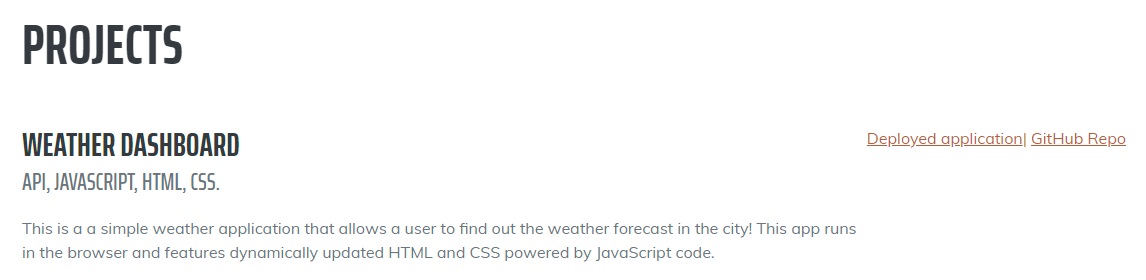 PROJECTS
WEATHER DASHBOARD
Deployed application| GitHub Repo
API, JAVASCRIPT, HTML, CSS.
This is a a simple weather application that allows a user to find out the weather forecast in the city! This app runs
in the browser and features dynamically updated HTML and CSS powered by JavaScript code.